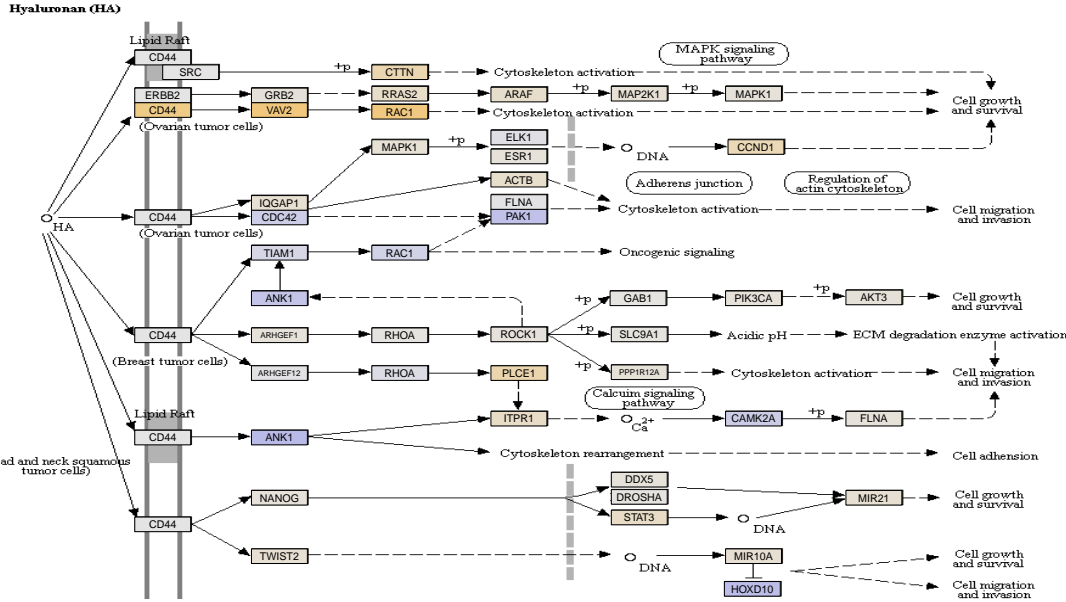 Hyaluronan (HA)
Lipid Raft
CD44
SRC
+p
CTTN
Cytoskeleton activation
MAPK signaling
pathway
ERBB2
GRB2
RRAS2
ARAF
+p
MAP2K1
+p
MAPK1
Cell growth
and survival
CD44
VAV2
RAC1
Cytoskeleton activation
(Ovarian tumor cells)
MAPK1
+p
ELK1
ESR1
DNA
CCND1
ACTB
Adherens junction
Regulation of
actin cytoskeleton
HA
CD44
IQGAP1
CDC42
FLNA
PAK1
Cytoskeleton activation
Cell migration
and invasion
(Ovarian tumor cells)
TIAM1
RAC1
Oncogenic signaling
ANK1
+p
GAB1
PIK3CA
+p
AKT3
Cell growth
and survival
CD44
ARHGEF1
RHOA
ROCK1
+p
SLC9A1
Acidic pH
ECM degradation enzyme activation
(Breast tumor cells)
ARHGEF12
RHOA
PLCE1
+p
PPP1R12A
Cytoskeleton activation
Cell migration
and invasion
Calcuim signaling
pathway
Lipid Raft
ITPR1
Ca2+
CAMK2A
+p
FLNA
CD44
ANK1
Cytoskeleton rearrangement
Cell adhesion
ad and neck squamous
tumor cells)
NANOG
DDX5
DROSHA
STAT3
DNA
MIR21
Cell growth
and survival
CD44
TWIST2
DNA
MIR10A
Cell growth
and survival
HOXD10
Cell migration
and invasion